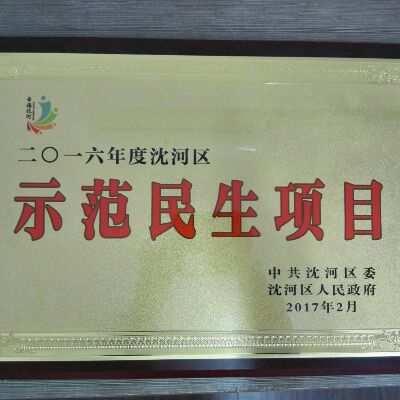 二〇一六年度沈河区
示范民生项目
中共沈河区委
沈河区人民政府
2017年2月